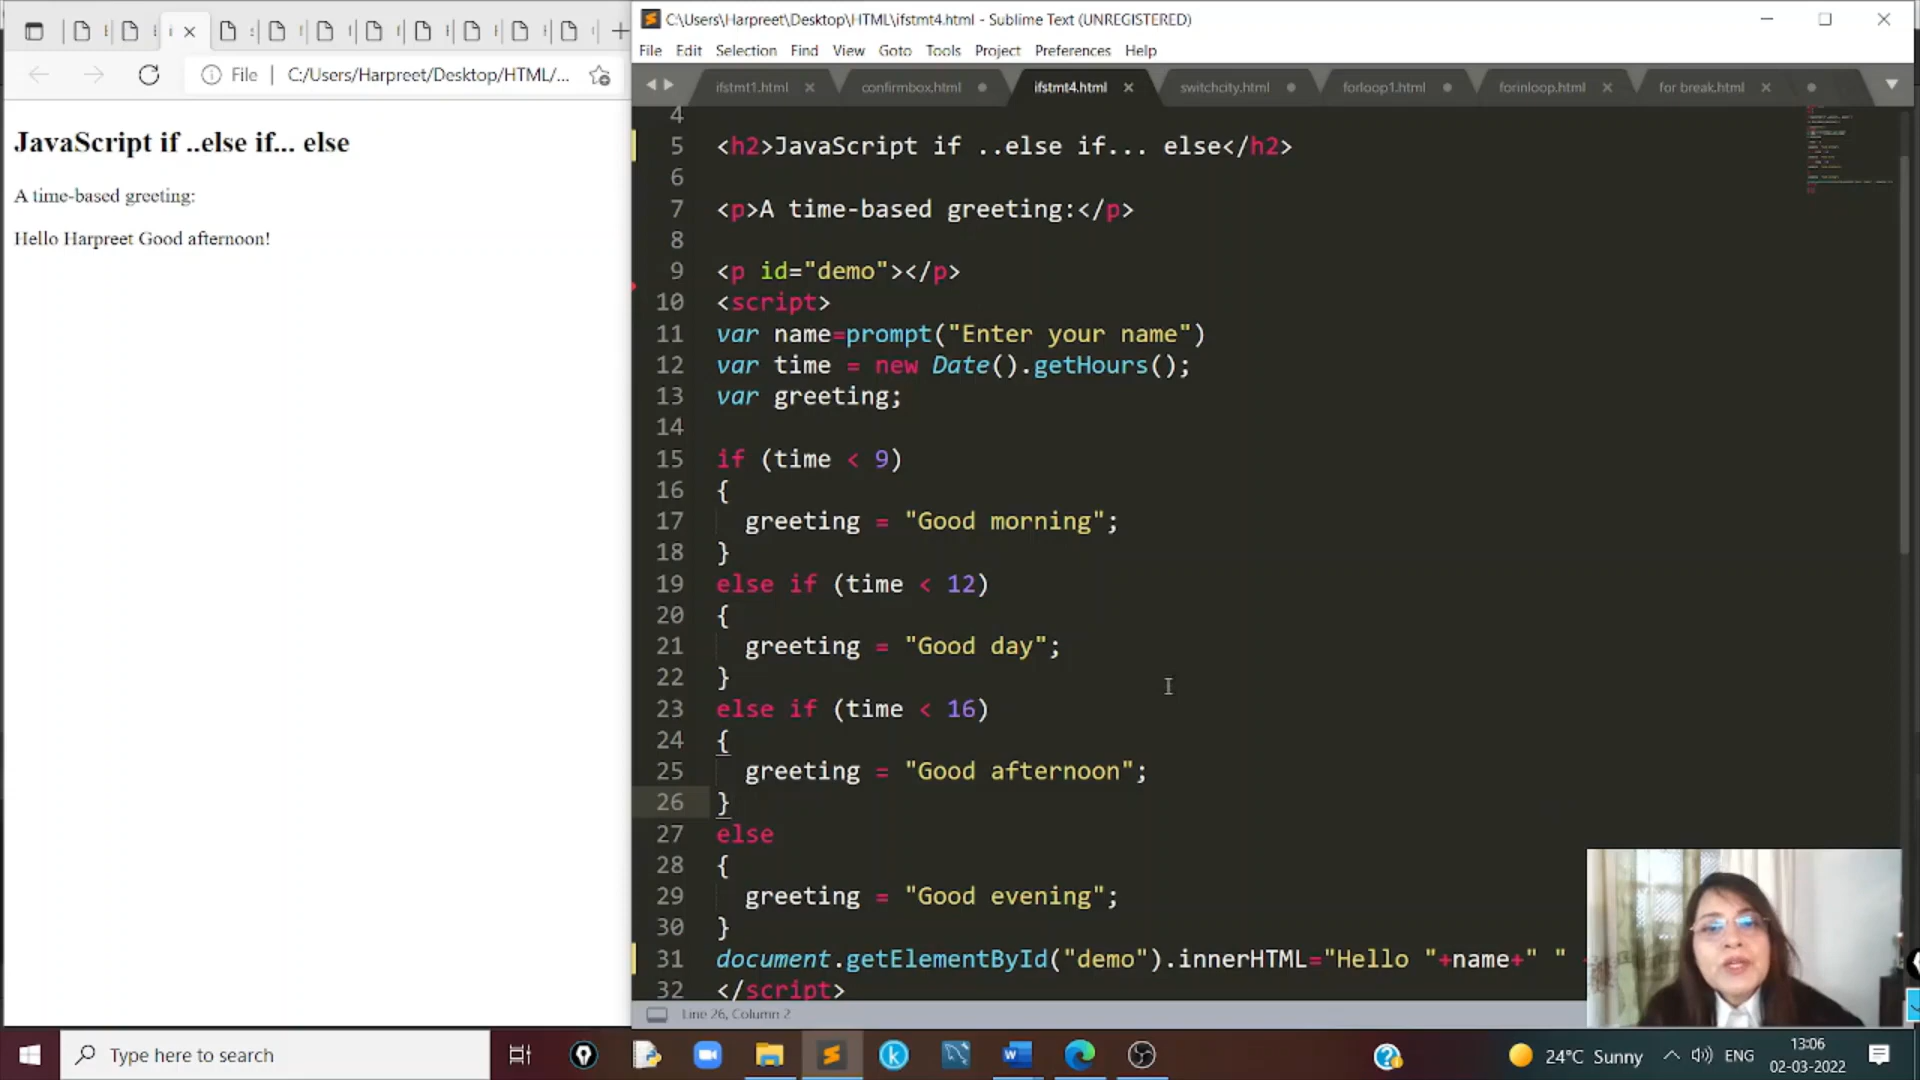 C:\Users\Harpreet\Desktop\HTML\ifstmt4.html - Sublime Text (UNREGISTERED)
File Edit Selection Find View Goto Tools Project Preferences Help
File C:/Users/Harpreet/Desktop/HTML/...
ifstmt1.html confirmbox.html ifstmt4.html switchcity.html forloop1.html forinloop.html for break.html
JavaScript if ..else if... else
A time-based greeting:
Hello Harpreet Good afternoon!
4
5 <h2>JavaScript if ..else if... else</h2>
6
7 <p>A time-based greeting:</p>
8
9 <p id="demo"></p>
10 <script>
11 var name=prompt("Enter your name")
12 var time = new Date().getHours();
13 var greeting;
14
15 if (time < 9)
16 {
17 greeting = "Good morning";
18 }
19 else if (time < 12)
20 {
21 greeting = "Good day";
22 }
23 else if (time < 16)
24 {
25 greeting = "Good afternoon";
26 }
27 else
28 {
29 greeting = "Good evening";
30 }
31 document.getElementById("demo").innerHTML="Hello "+name+" "
32 </script>
Line 26, Column 2
Type here to search
24°C Sunny
ENG
13:06
02-03-2022